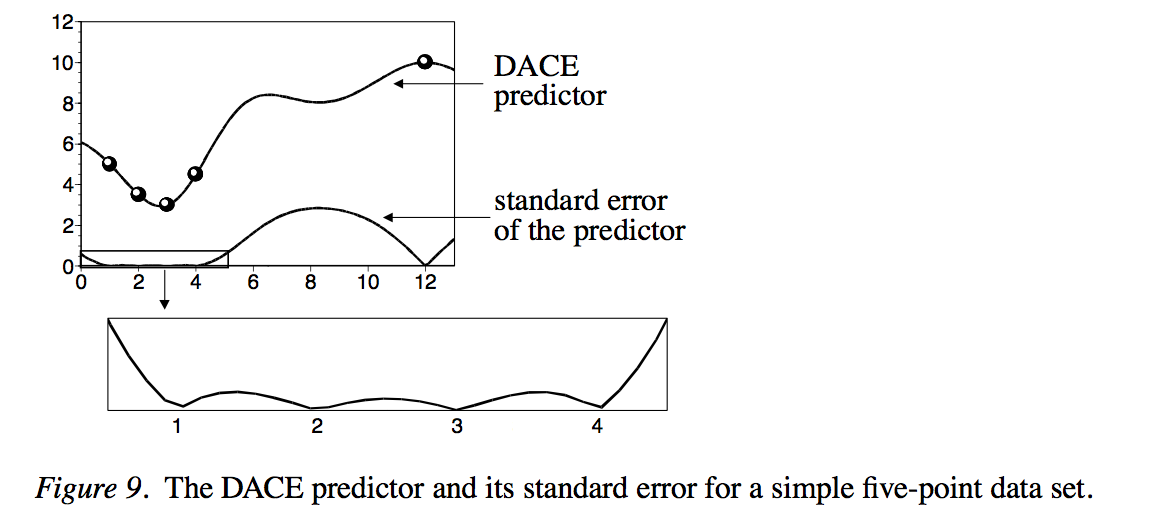 12
10
8
6
4
2
0
0 2 4 6 8 10 12
DACE
predictor
standard error
of the predictor
1 2 3 4
Figure 9. The DACE predictor and its standard error for a simple five-point data set.